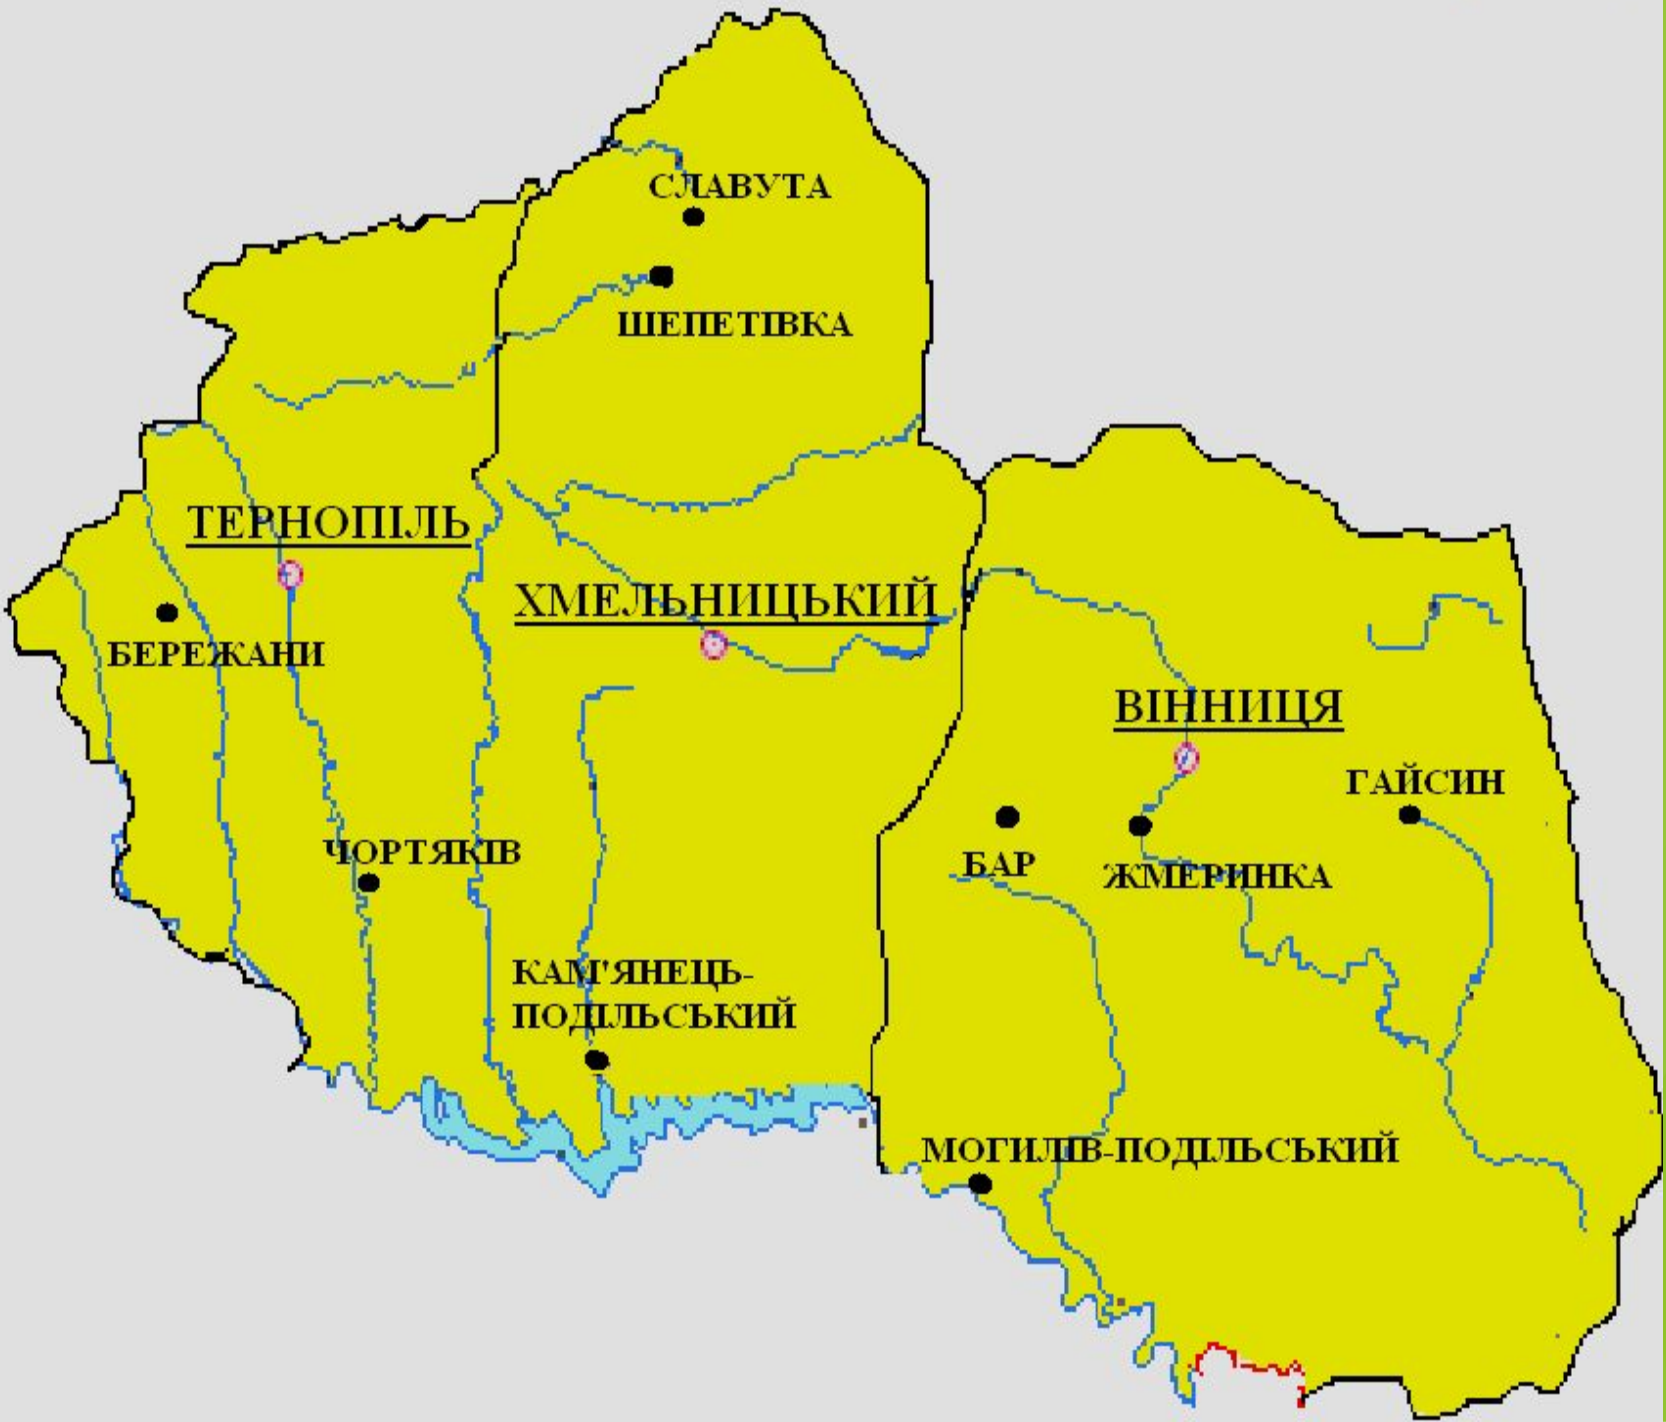 СЛАВУТА
ШЕПЕТІВКА
ТЕРНОПІЛЬ
ХМЕЛЬНИЦЬКИЙ
БЕРЕЖАНИ
ВІННИЦЯ
ГАЙСИН
ЧОРТЯКІВ
БАР
ЖМЕРИНКА
КАМ'ЯНЕЦЬ-
ПОДІЛЬСЬКИЙ
МОГИЛІВ-ПОДІЛЬСЬКИЙ